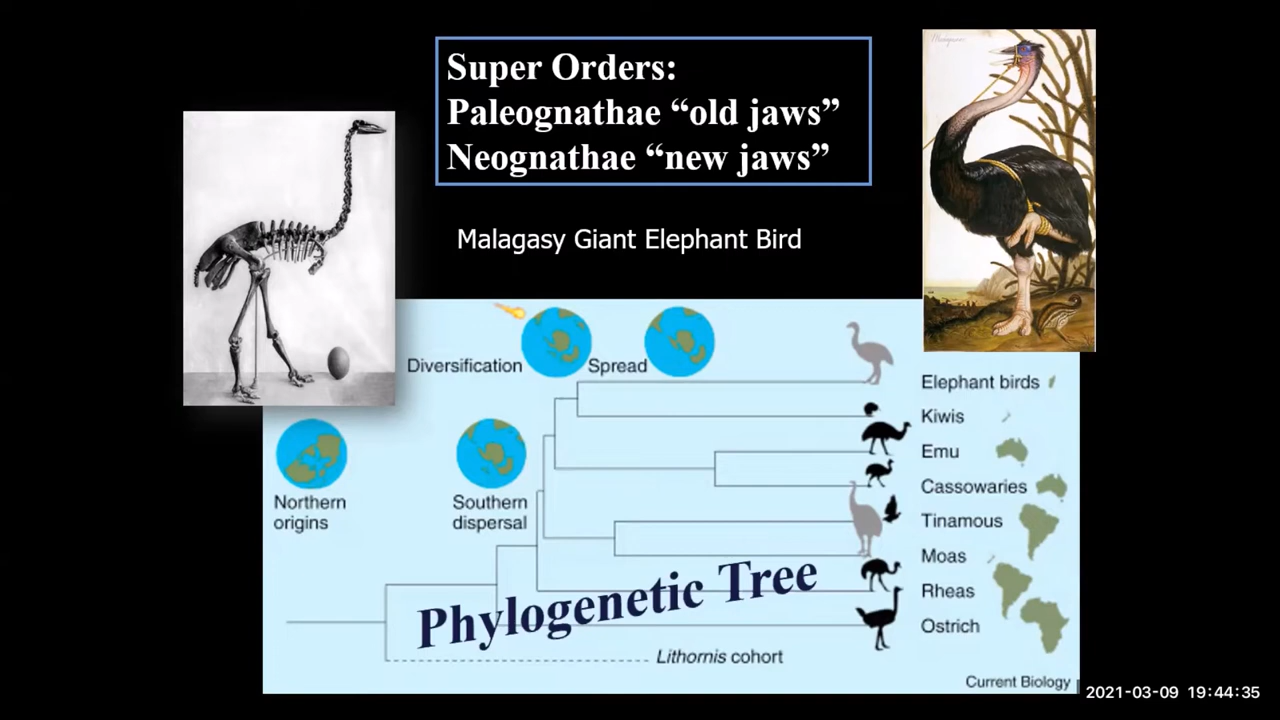 Super Orders:
Paleognathae “old jaws”
Neognathae “new jaws”
Malagasy Giant Elephant Bird
Diversification
Spread
Northern
origins
Southern
dispersal
Elephant birds
Kiwis
Emu
Cassowaries
Tinamous
Moas
Rheas
Ostrich
Phylogenetic Tree
Lithornis cohort
Current Biology
2021-03-09 19:44:35